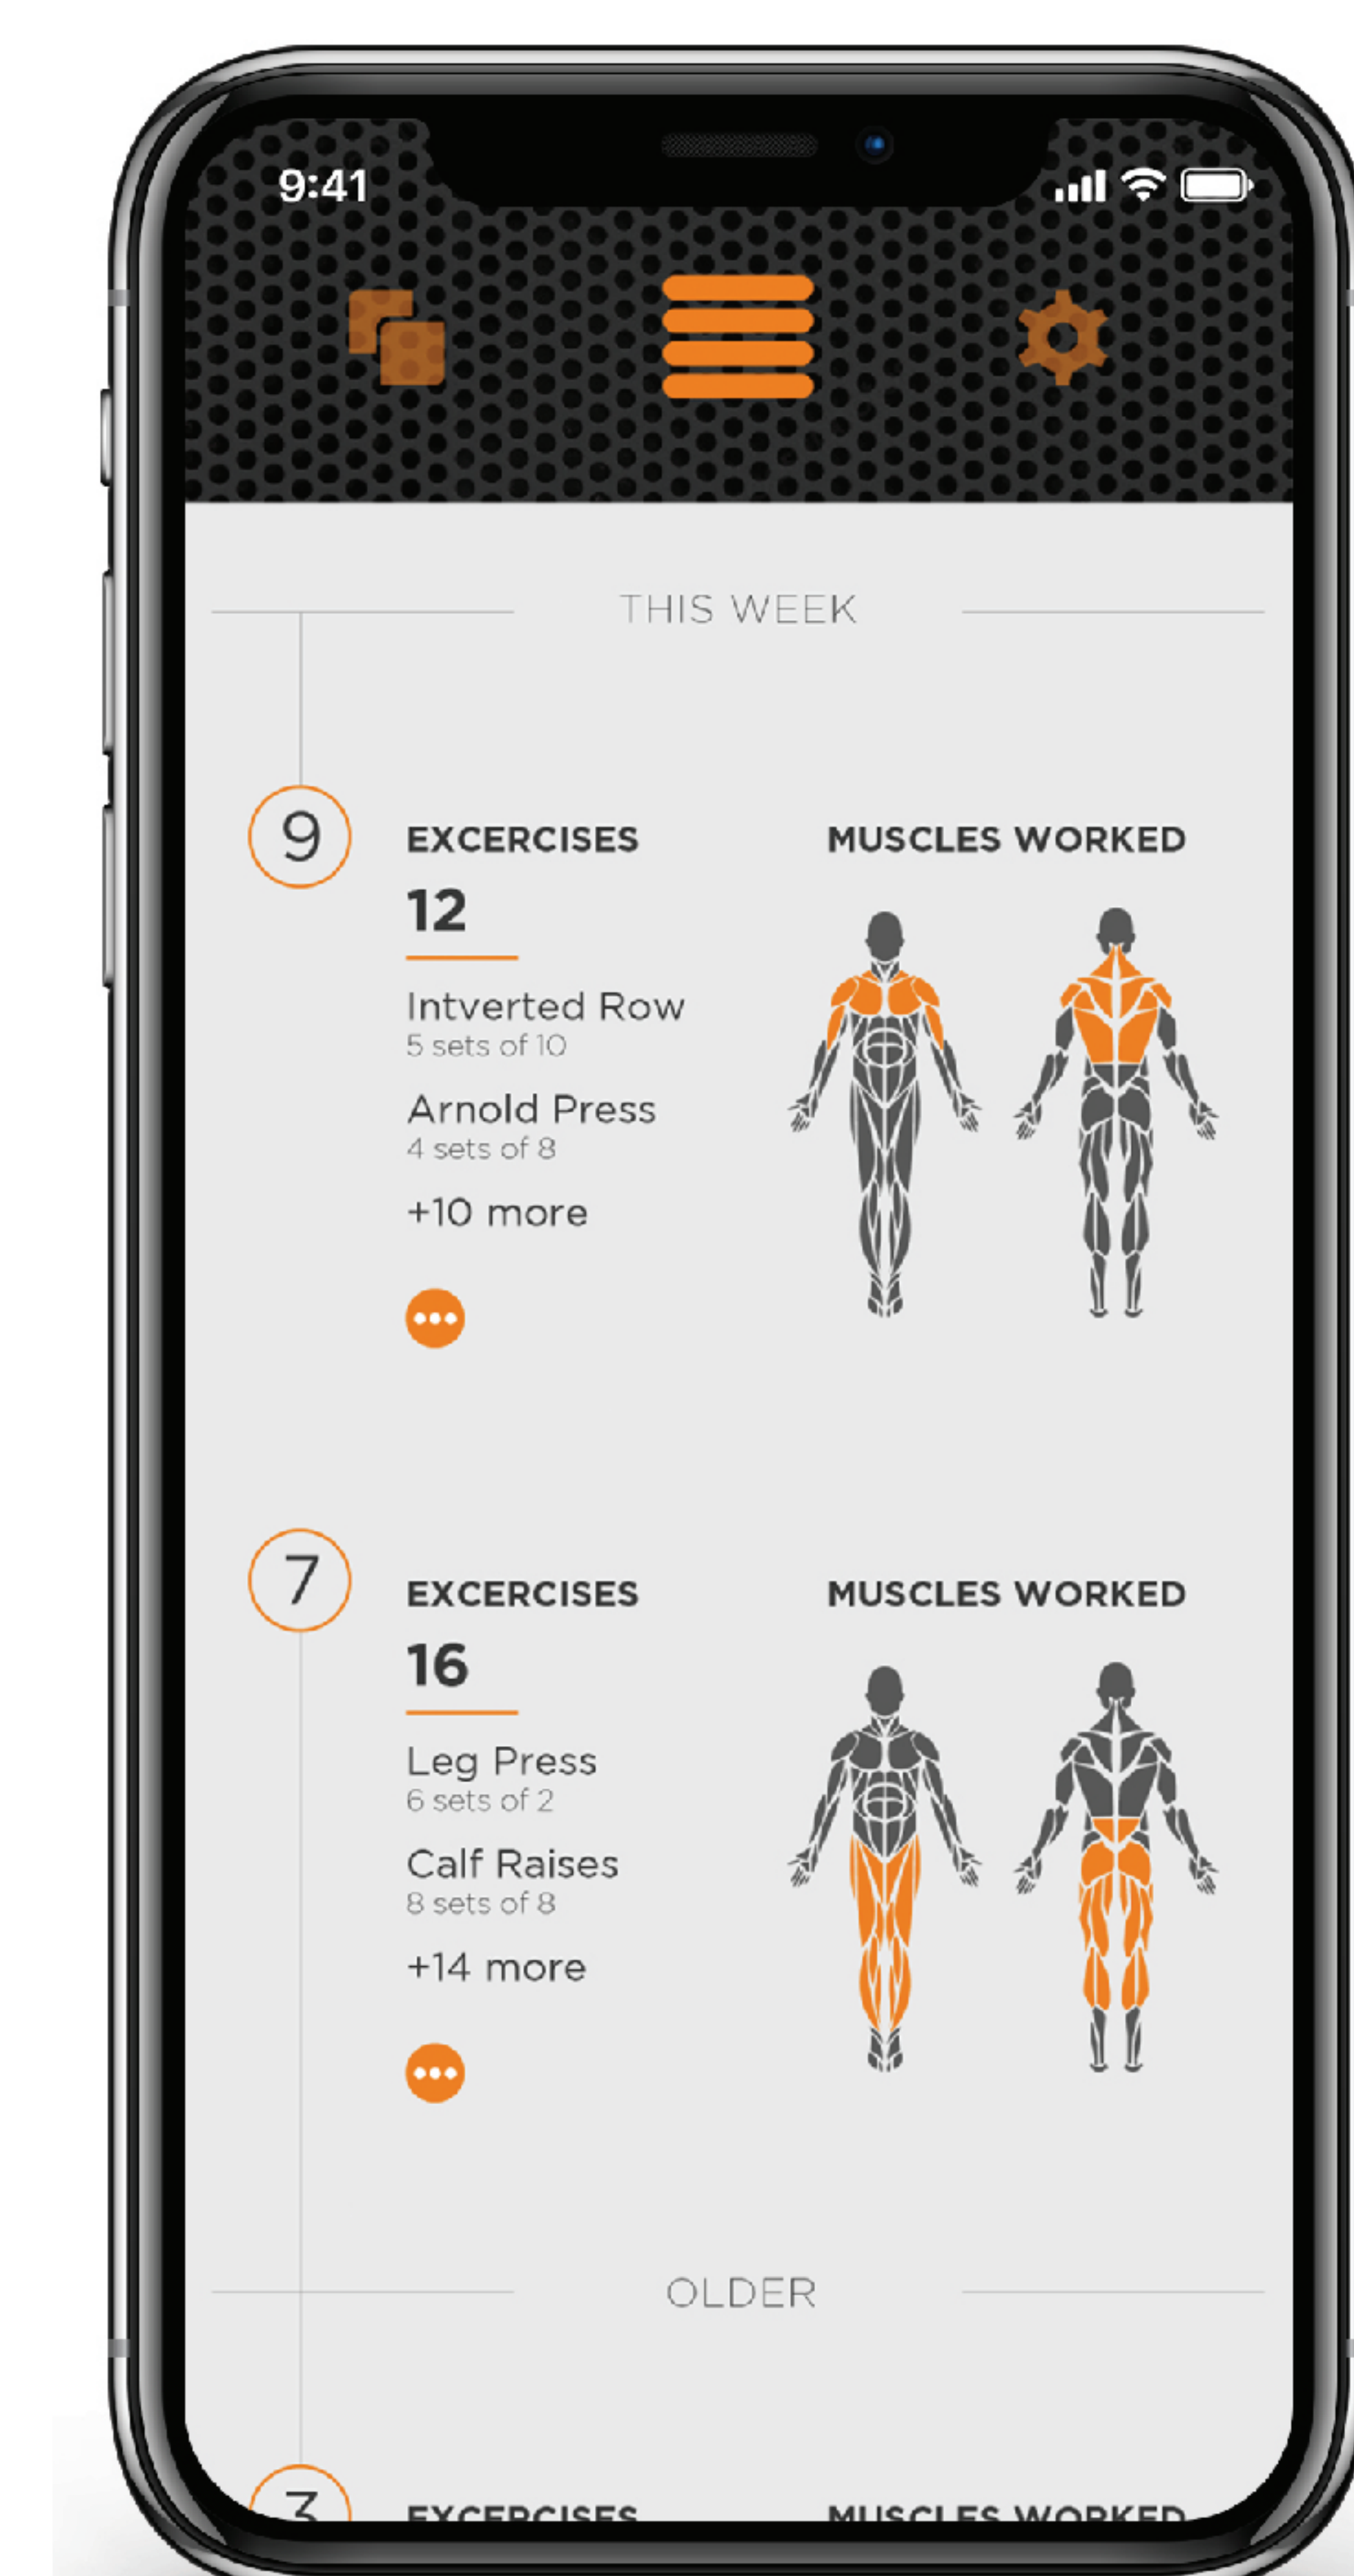 9:41
THIS WEEK
9
EXCERCISES
MUSCLES WORKED
12
Intverted Row
5 sets of 10
Arnold Press
4 sets of 8
+10 more
7
EXCERCISES
MUSCLES WORKED
16
Leg Press
6 sets of 2
Calf Raises
8 sets of 8
+14 more
OLDER
3
EXCERCISES
MUSCLES WORKED